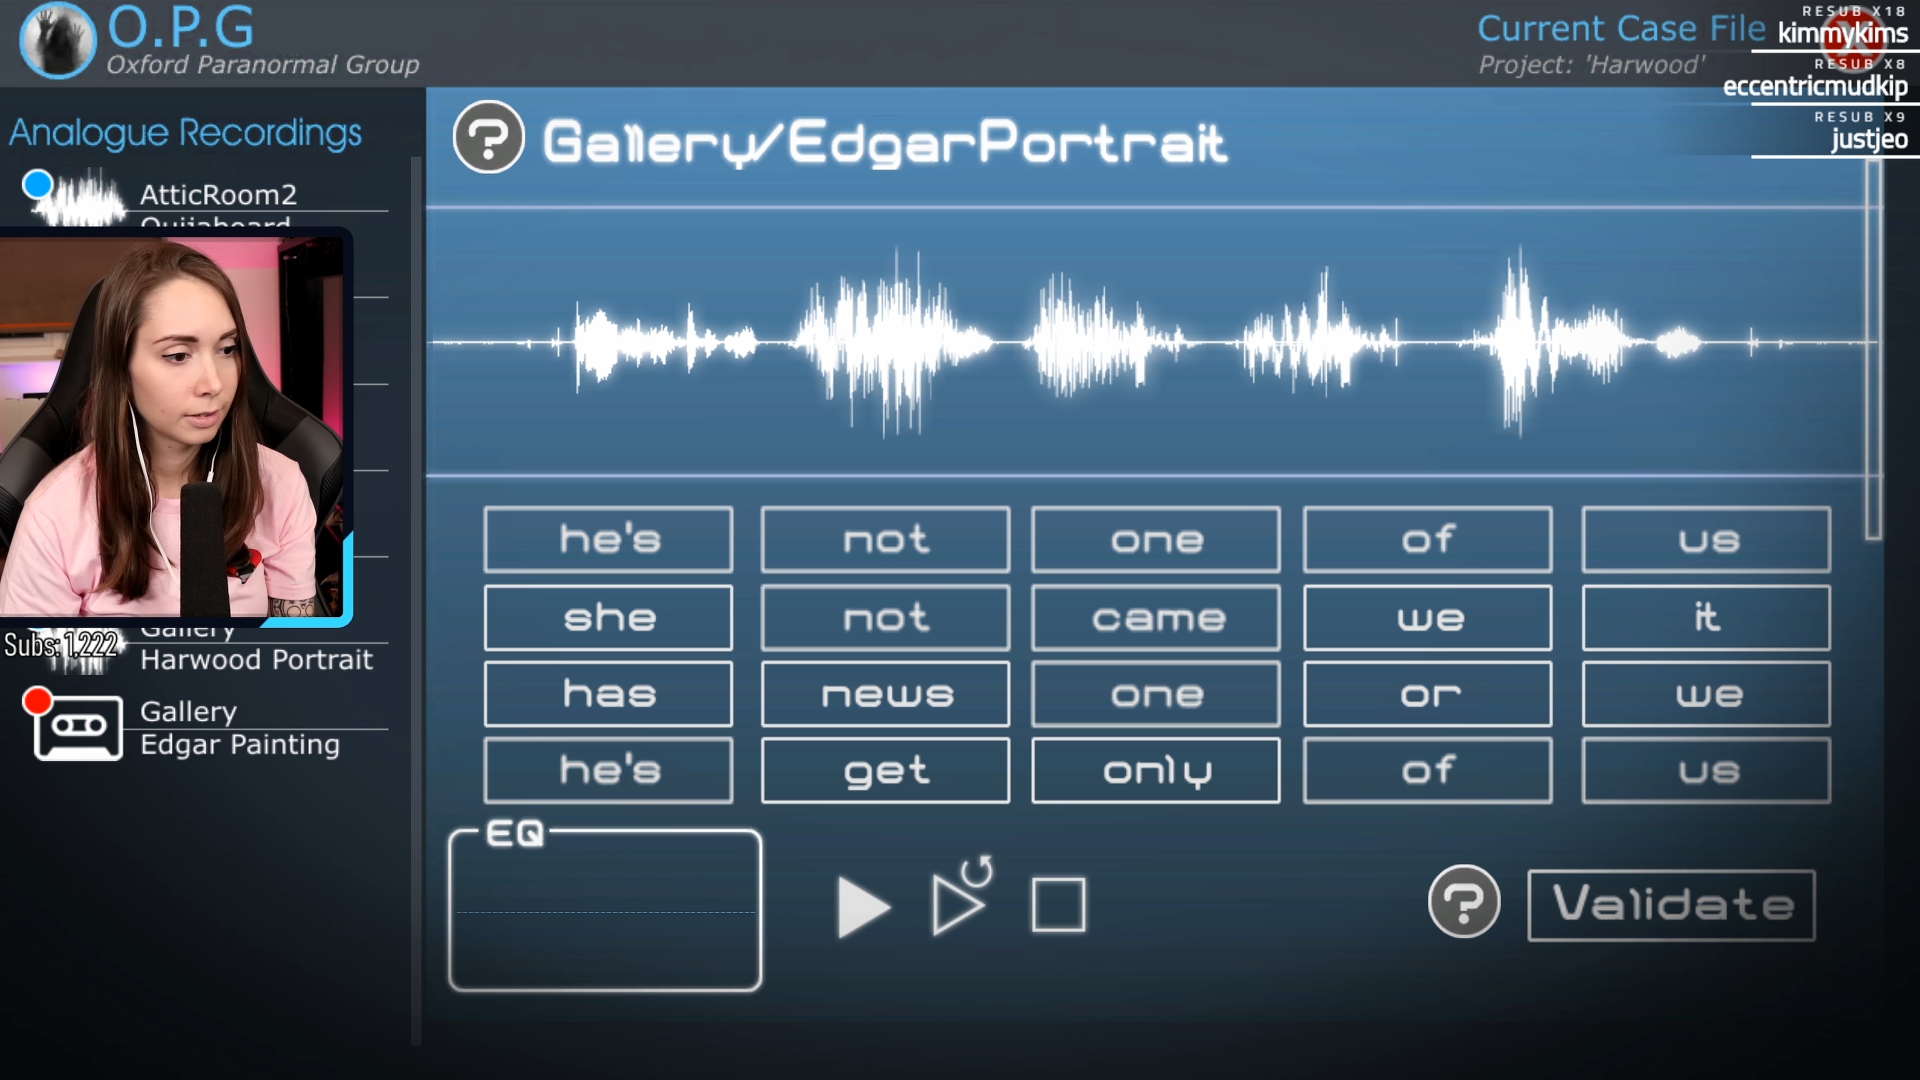 O.P.G
Oxford Paranormal Group
Current Case File
Project: 'Harwood'
RESUB X18
kimmykims
RESUB X8
eccentricmudkip
RESUB X9
justjeo
Analogue Recordings
AtticRoom2
Ouijaboard
Gallery
Harwood Portrait
Gallery
Edgar Painting
Subs: 1,222
Gallery/EdgarPortrait
he's not one of us
she not came we it
has news one or we
he's get only of us
EQ
Validate